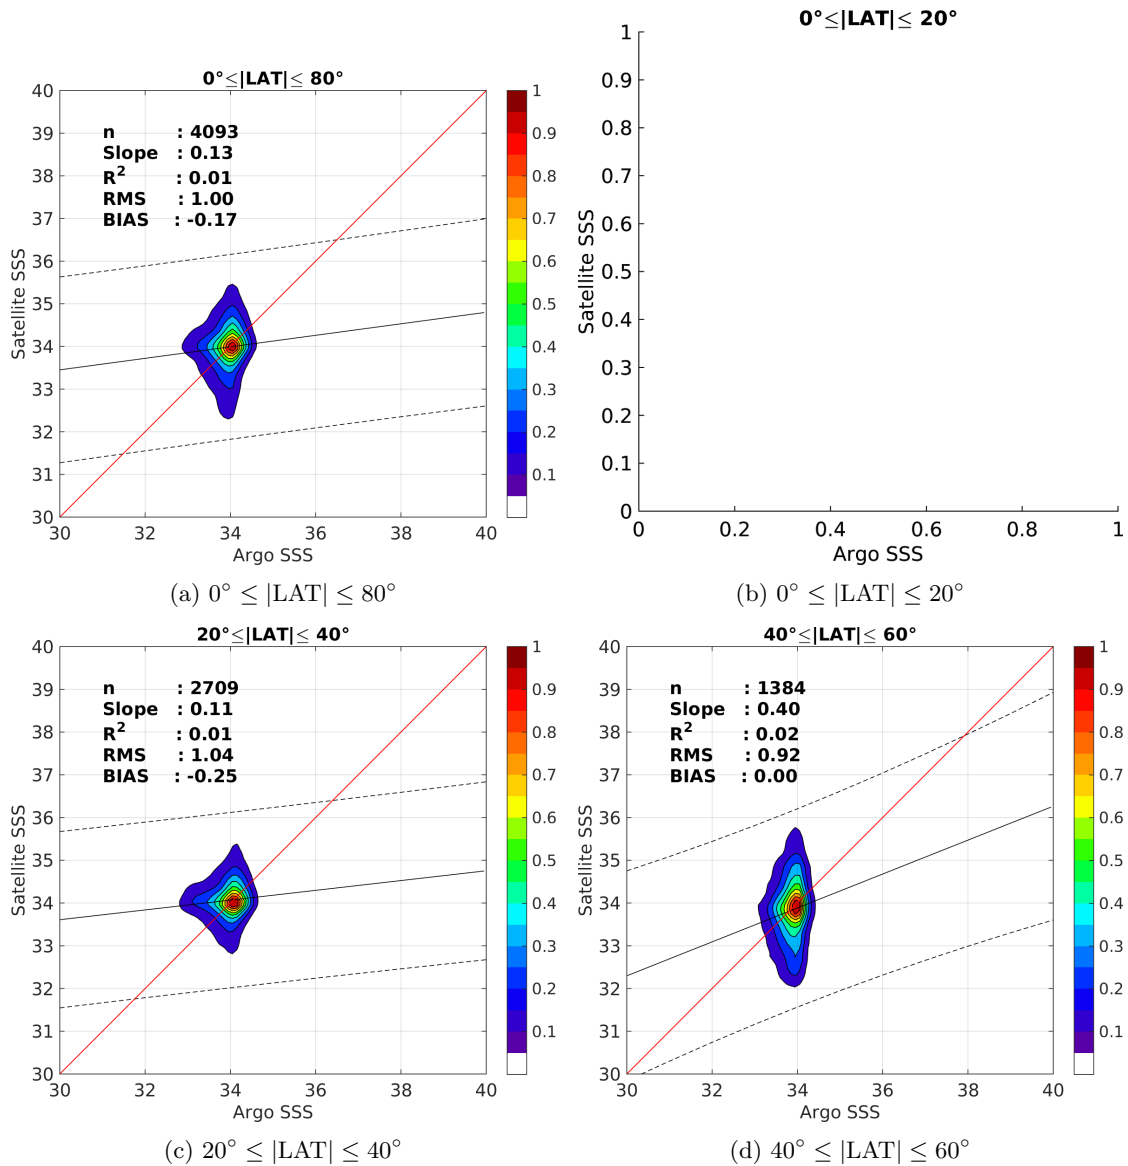 0°≤|LAT|≤ 80°
40
39
38
37
36
35
34
33
32
31
30
30 32 34 36 38 40
Satellite SSS
Argo SSS
n : 4093
Slope : 0.13
R² : 0.01
RMS : 1.00
BIAS : -0.17
1
0.9
0.8
0.7
0.6
0.5
0.4
0.3
0.2
0.1
(a) 0° ≤ |LAT| ≤ 80°
0°≤|LAT|≤ 20°
1
0.9
0.8
0.7
0.6
0.5
0.4
0.3
0.2
0.1
0
0 0.2 0.4 0.6 0.8 1
Satellite SSS
Argo SSS
(b) 0° ≤ |LAT| ≤ 20°
20°≤|LAT|≤ 40°
40
39
38
37
36
35
34
33
32
31
30
30 32 34 36 38 40
Satellite SSS
Argo SSS
n : 2709
Slope : 0.11
R² : 0.01
RMS : 1.04
BIAS : -0.25
1
0.9
0.8
0.7
0.6
0.5
0.4
0.3
0.2
0.1
(c) 20° ≤ |LAT| ≤ 40°
40°≤|LAT|≤ 60°
40
39
38
37
36
35
34
33
32
31
30
30 32 34 36 38 40
Satellite SSS
Argo SSS
n : 1384
Slope : 0.40
R² : 0.02
RMS : 0.92
BIAS : 0.00
1
0.9
0.8
0.7
0.6
0.5
0.4
0.3
0.2
0.1
(d) 40° ≤ |LAT| ≤ 60°